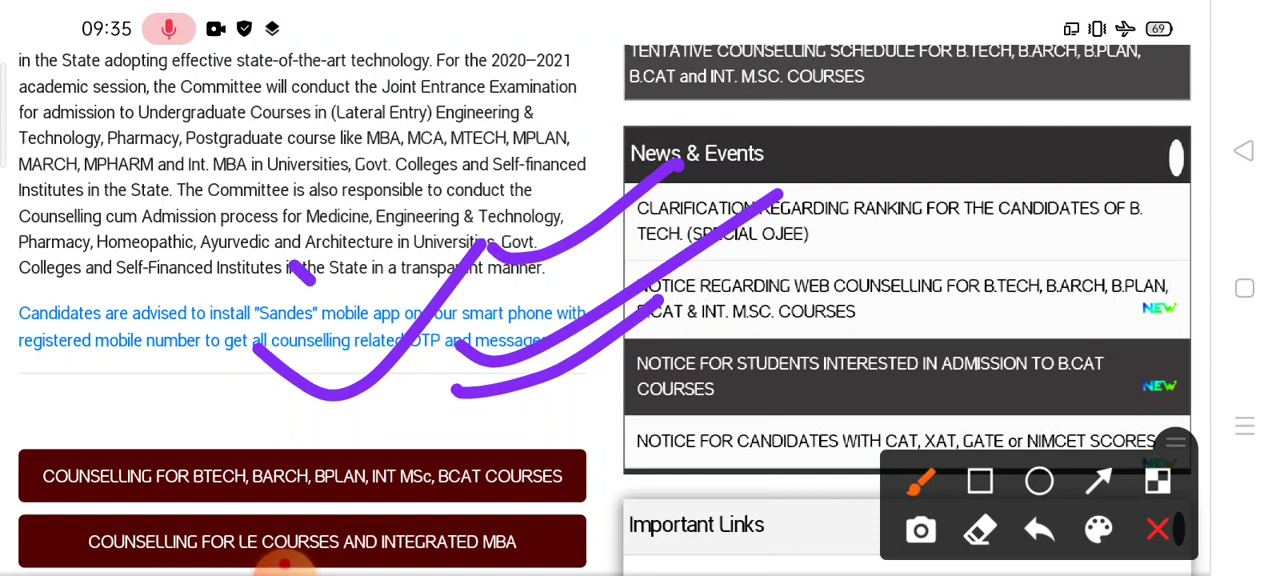 09:35
69
in the State adopting effective state-of-the-art technology. For the 2020–2021
academic session, the Committee will conduct the Joint Entrance Examination
for admission to Undergraduate Courses in (Lateral Entry) Engineering &
Technology, Pharmacy, Postgraduate course like MBA, MCA, MTECH, MPLAN,
MARCH, MPHARM and Int. MBA in Universities, Govt. Colleges and Self-financed
Institutes in the State. The Committee is also responsible to conduct the
Counselling cum Admission process for Medicine, Engineering & Technology,
Pharmacy, Homeopathic, Ayurvedic and Architecture in Universities, Govt.
Colleges and Self-Financed Institutes in the State in a transparent manner.
Candidates are advised to install "Sandes" mobile app on your smart phone with
registered mobile number to get all counselling related OTP and messages
COUNSELLING FOR BTECH, BARCH, BPLAN, INT MSc, BCAT COURSES
COUNSELLING FOR LE COURSES AND INTEGRATED MBA
TENTATIVE COUNSELLING SCHEDULE FOR B.TECH, B.ARCH, B.PLAN,
B.CAT and INT. M.SC. COURSES
News & Events
CLARIFICATION REGARDING RANKING FOR THE CANDIDATES OF B.
TECH. (SPECIAL OJEE)
NOTICE REGARDING WEB COUNSELLING FOR B.TECH, B.ARCH, B.PLAN,
B.CAT & INT. M.SC. COURSES
NEW
NOTICE FOR STUDENTS INTERESTED IN ADMISSION TO B.CAT
COURSES
NEW
NOTICE FOR CANDIDATES WITH CAT, XAT, GATE or NIMCET SCORES
NEW
Important Links